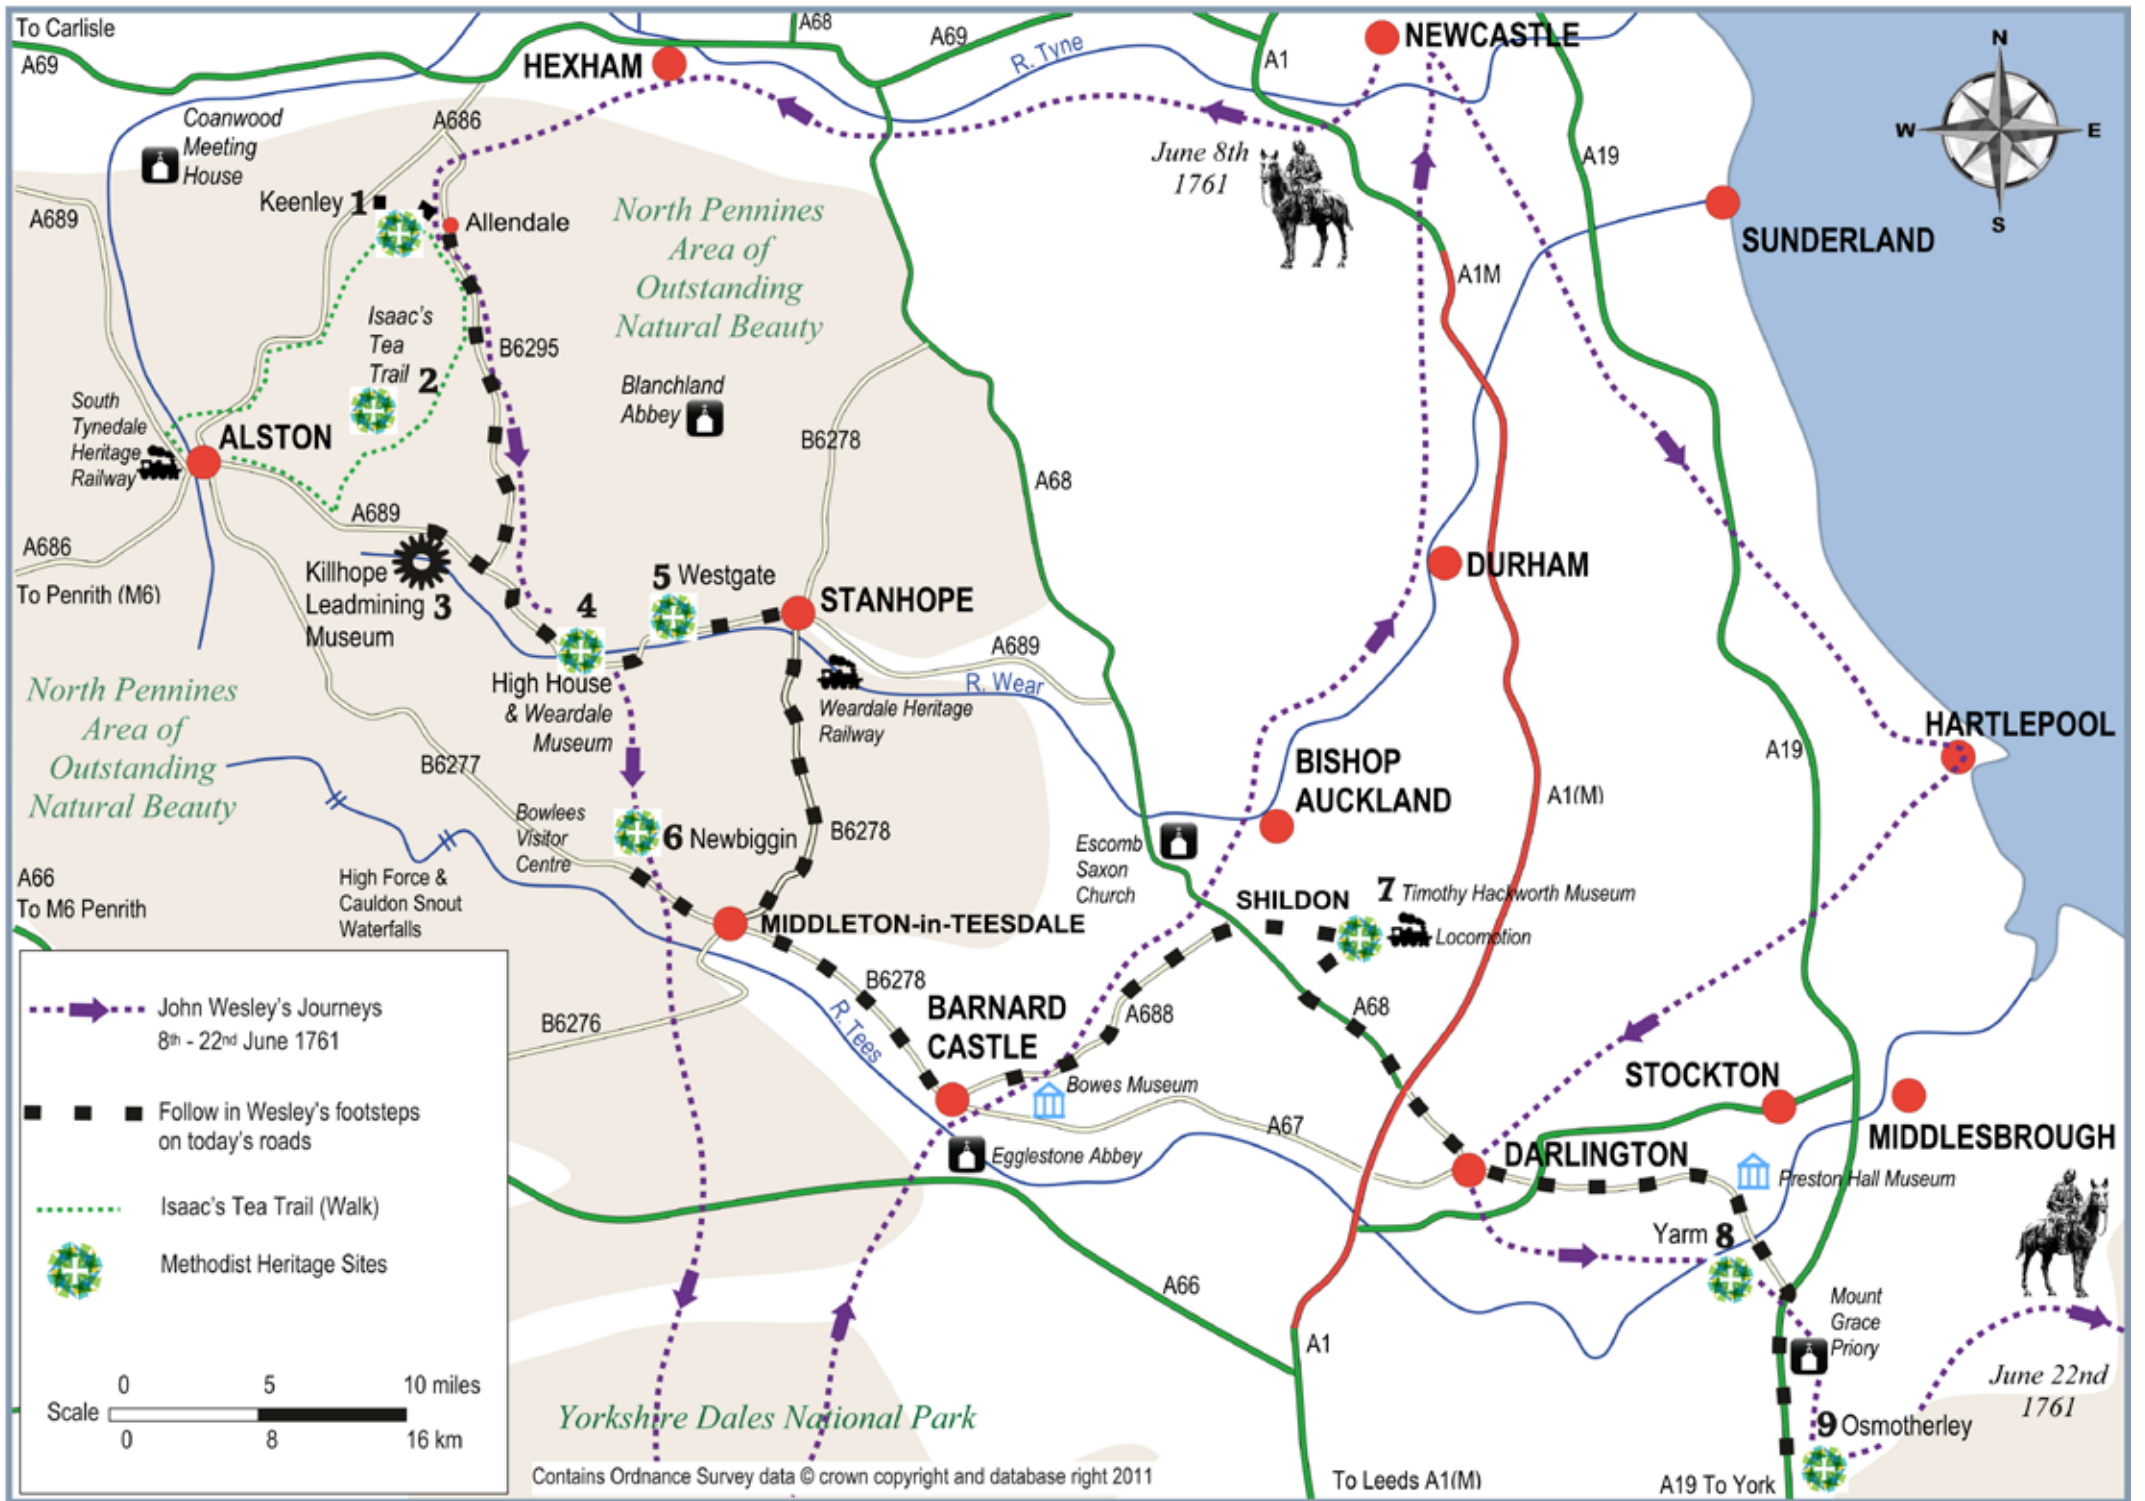 To Carlisle
A69
HEXHAM
A68
A69
R. Tyne
A1
NEWCASTLE
N
W
E
S
Coanwood
Meeting
House
A686
June 8th
1761
A19
A689
Keenley 1
Allendale
North Pennines
Area of
Outstanding
Natural Beauty
SUNDERLAND
A1M
Isaac's
Tea
Trail 2
B6295
Blanchland
Abbey
South
Tynedale
Heritage
Railway
ALSTON
B6278
A68
A689
A686
To Penrith (M6)
Killhope
Leadmining 3
Museum
4
5 Westgate
STANHOPE
DURHAM
A689
R. Wear
High House
& Weardale
Museum
Weardale Heritage
Railway
North Pennines
Area of
Outstanding
Natural Beauty
B6277
HARTLEPOOL
A19
BISHOP
AUCKLAND
A1(M)
Bowlees
Visitor
Centre
6 Newbiggin
B6278
Escomb
Saxon
Church
A66
To M6 Penrith
High Force &
Cauldon Snout
Waterfalls
SHILDON
7 Timothy Hackworth Museum
Locomotion
MIDDLETON-in-TEESDALE
B6278
R. Tees
B6276
BARNARD
CASTLE
A688
A68
Bowes Museum
STOCKTON
A67
MIDDLESBROUGH
Egglestone Abbey
DARLINGTON
Preston Hall Museum
Yarm 8
A66
A1
Mount
Grace
Priory
June 22nd
1761
9 Osmotherley
Yorkshire Dales National Park
John Wesley's Journeys
8th - 22nd June 1761
Follow in Wesley's footsteps
on today's roads
Isaac's Tea Trail (Walk)
Methodist Heritage Sites
0 5 10 miles
Scale
0 8 16 km
Contains Ordnance Survey data © crown copyright and database right 2011
To Leeds A1(M)
A19 To York